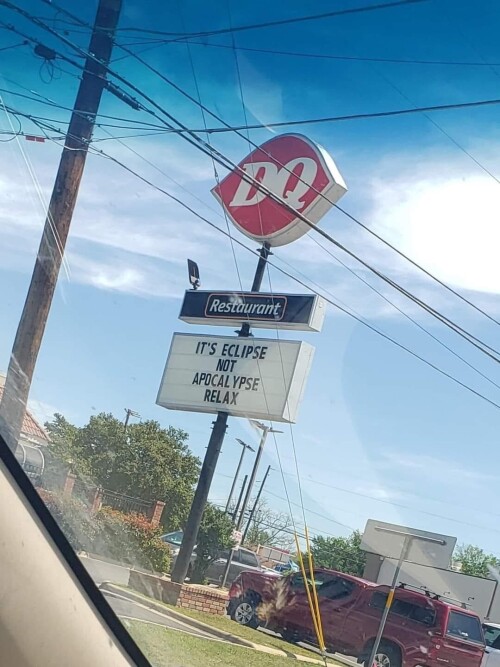 DQ
Restaurant
IT'S ECLIPSE
NOT
APOCALYPSE
RELAX